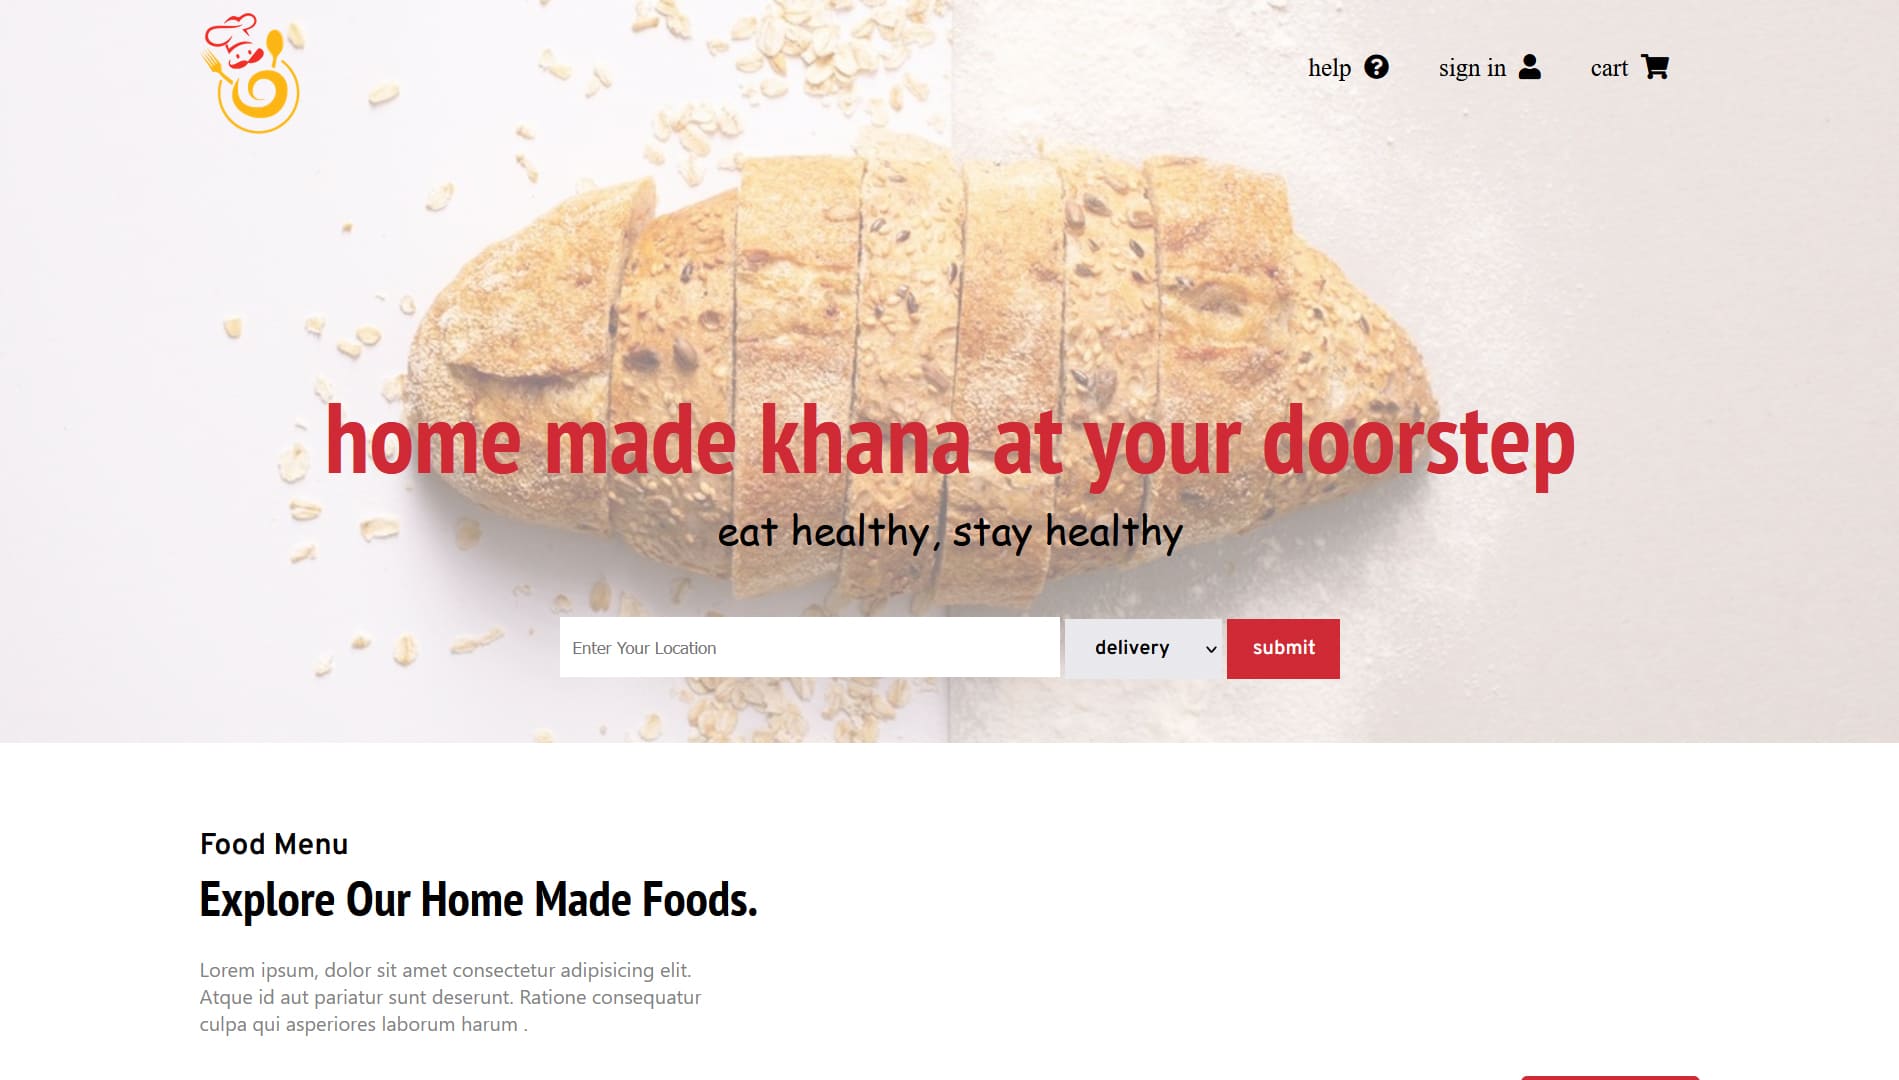 help
sign in
cart
home made khana at your doorstep
eat healthy, stay healthy
Enter Your Location
delivery
submit
Food Menu
Explore Our Home Made Foods.
Lorem ipsum, dolor sit amet consectetur adipisicing elit.
Atque id aut pariatur sunt deserunt. Ratione consequatur
culpa qui asperiores laborum harum .